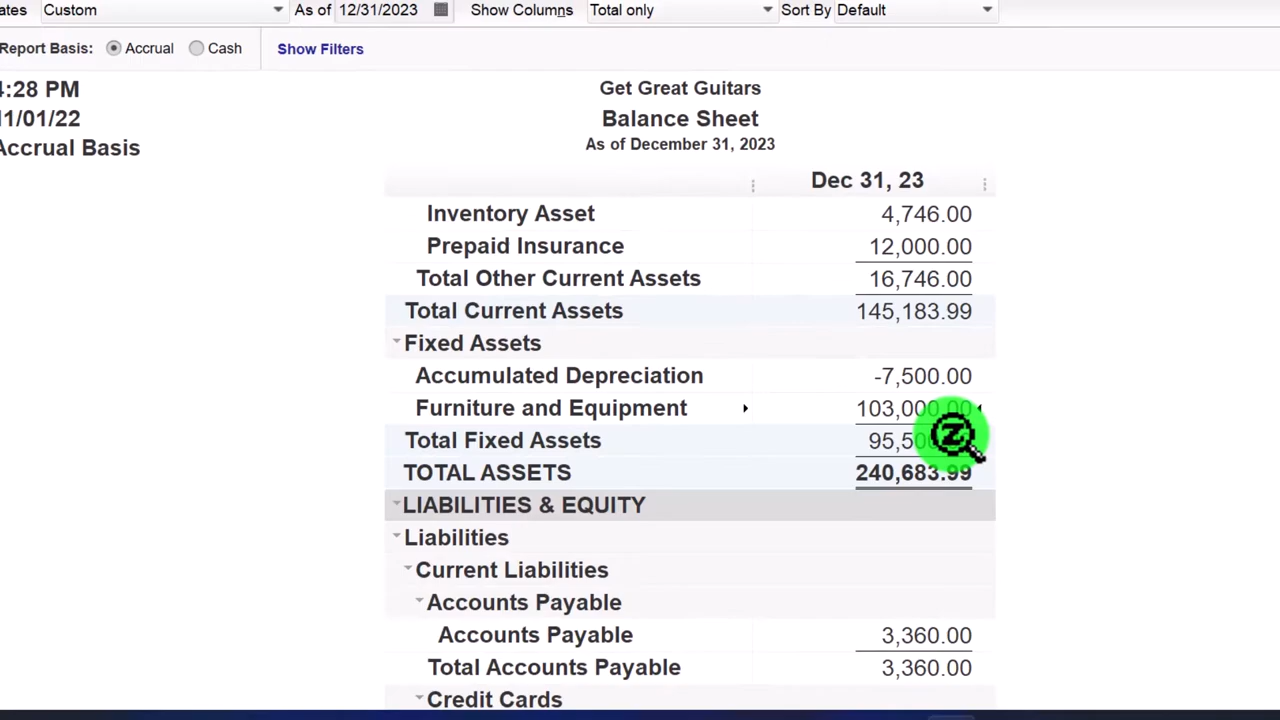 ates Custom As of 12/31/2023 Show Columns Total only Sort By Default
Report Basis: Accrual Cash Show Filters
4:28 PM
11/01/22
Accrual Basis
Get Great Guitars
Balance Sheet
As of December 31, 2023
Dec 31, 23
Inventory Asset 4,746.00
Prepaid Insurance 12,000.00
Total Other Current Assets 16,746.00
Total Current Assets 145,183.99
Fixed Assets
Accumulated Depreciation -7,500.00
Furniture and Equipment 103,000.00
Total Fixed Assets
TOTAL ASSETS 240,683.99
LIABILITIES & EQUITY
Liabilities
Current Liabilities
Accounts Payable
Accounts Payable 3,360.00
Total Accounts Payable 3,360.00
Credit Cards